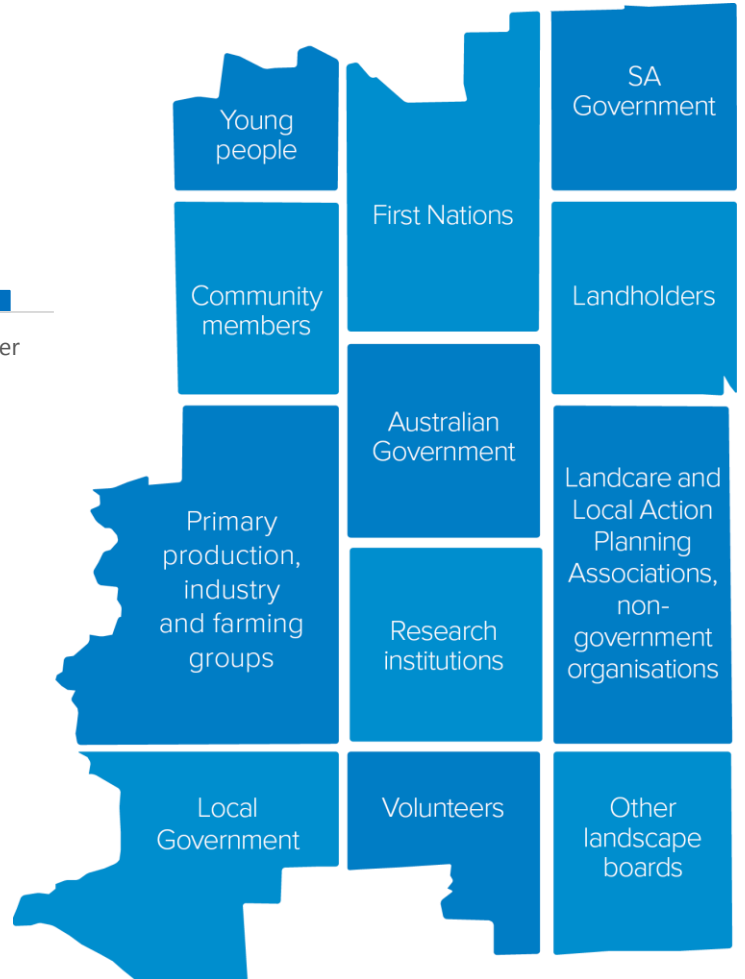 Young
people
First Nations
SA
Government
Community
members
Landholders
er
Australian
Government
Primary
production,
industry
and farming
groups
Landcare and
Local Action
Planning
Associations,
non-
government
organisations
Research
institutions
Local
Government
Volunteers
Other
landscape
boards